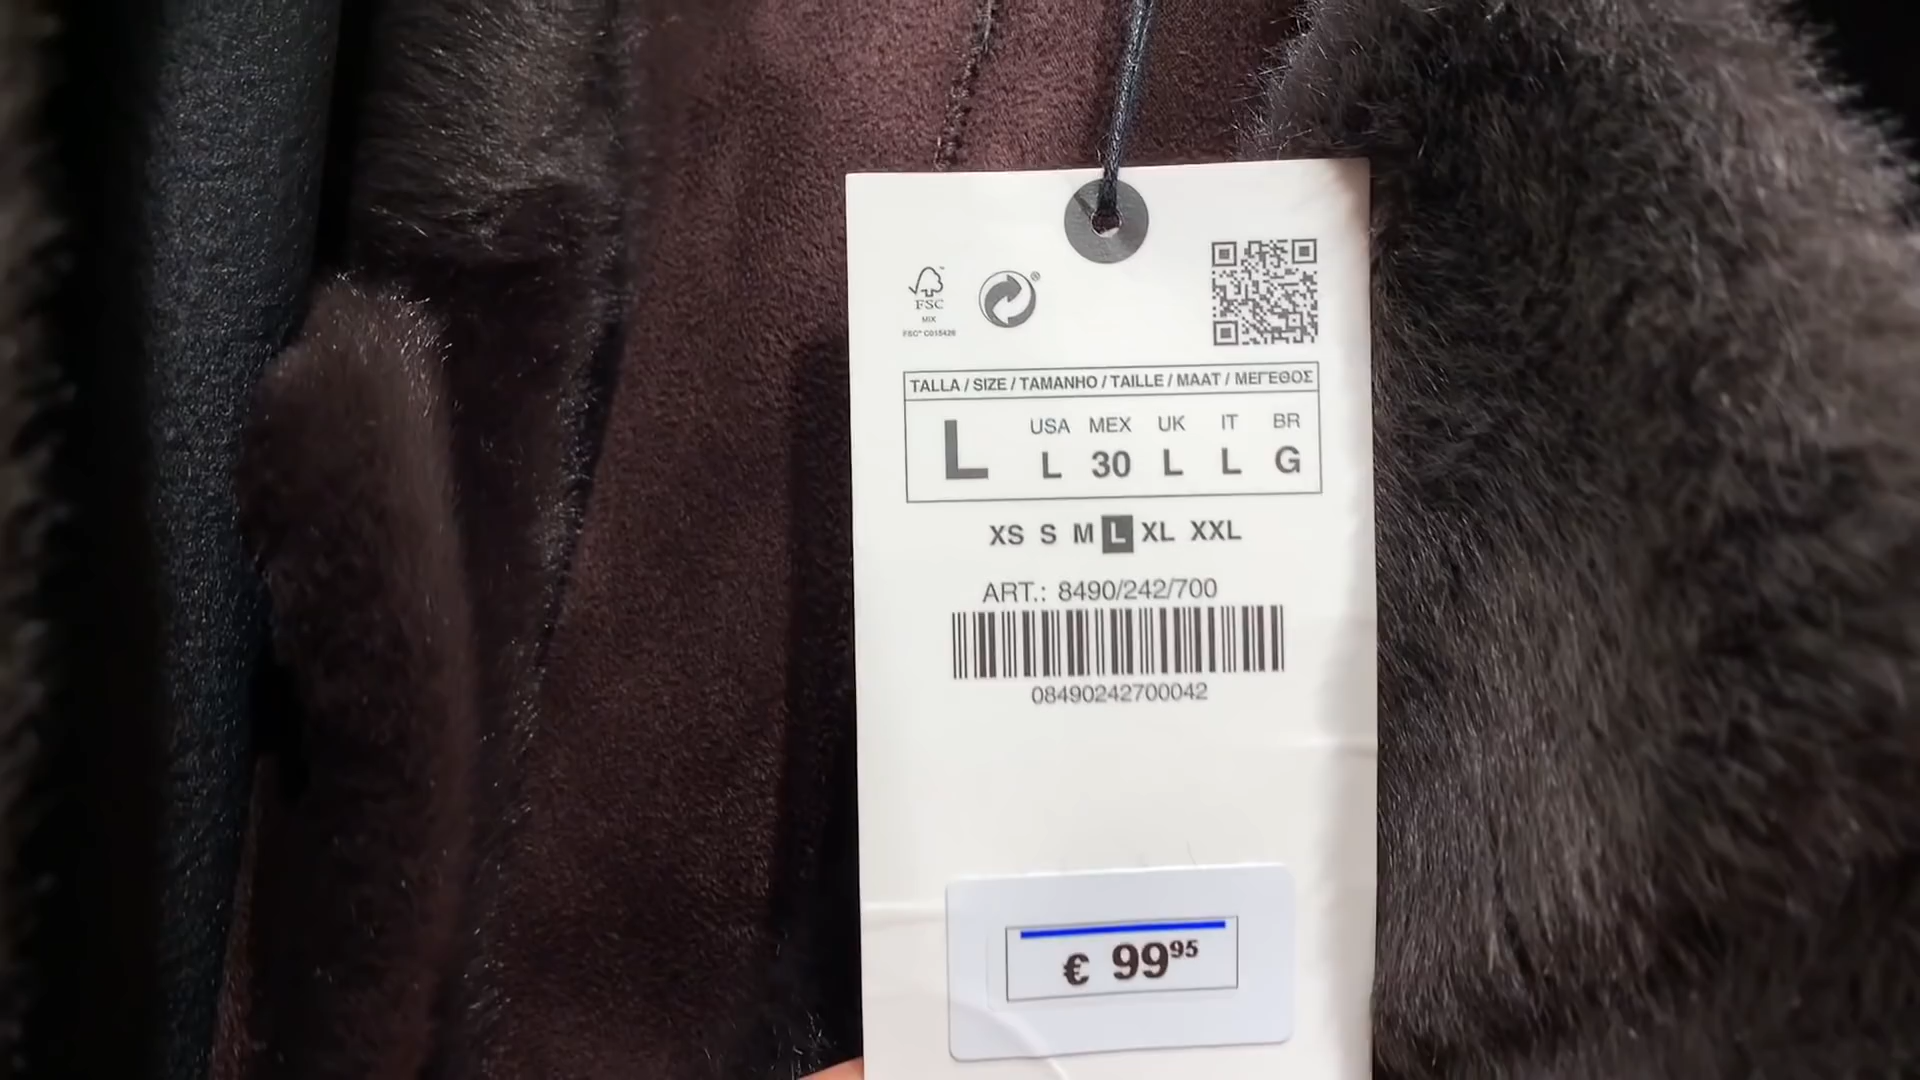 FSC
MIX
FSC® C015426
®
TALLA / SIZE / TAMANHO / TAILLE / MAAT / ΜΕΓΕΘΟΣ
L
USA MEX UK IT BR
L 30 L L G
XS S M L XL XXL
ART.: 8490/242/700
08490242700042
€ 99⁹⁵